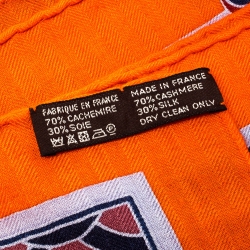 FABRIQUE EN FRANCE
70% CACHEMIRE
30% SOIE
MADE IN FRANCE
70% CASHMERE
30% SILK
DRY CLEAN ONLY